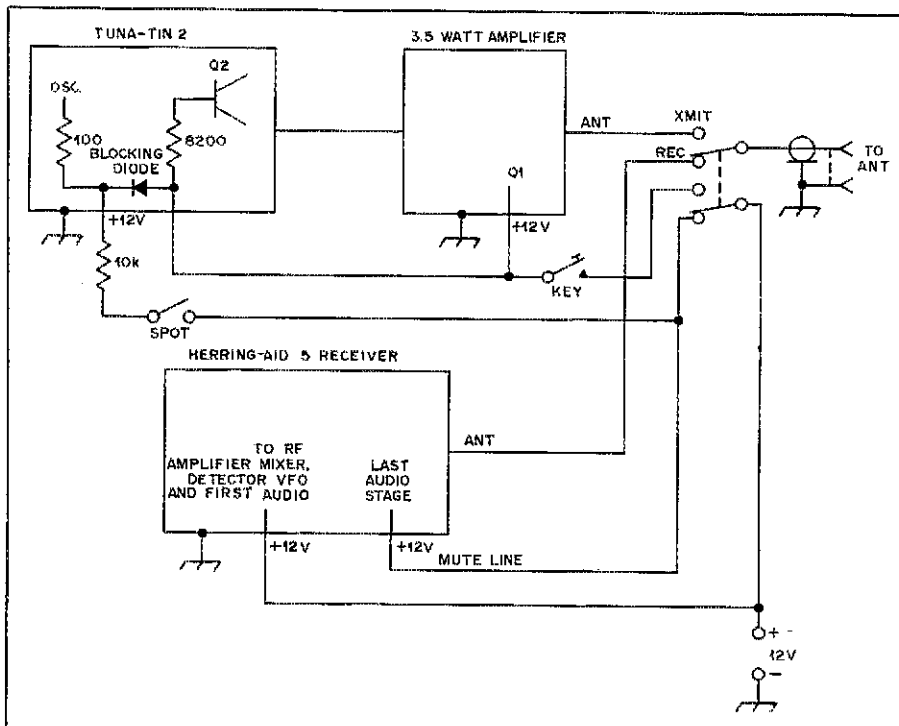 TUNA-TIN 2
3.5 WATT AMPLIFIER
Q2
OSC.
100
8200
BLOCKING
DIODE
+12V
10k
SPOT
ANT
Q1
+12V
KEY
XMIT
REC
TO
ANT
HERRING-AID 5 RECEIVER
ANT
TO RF
AMPLIFIER MIXER,
DETECTOR VFO
AND FIRST AUDIO
LAST
AUDIO
STAGE
+12V
+12V
MUTE LINE
+ -
12V
-